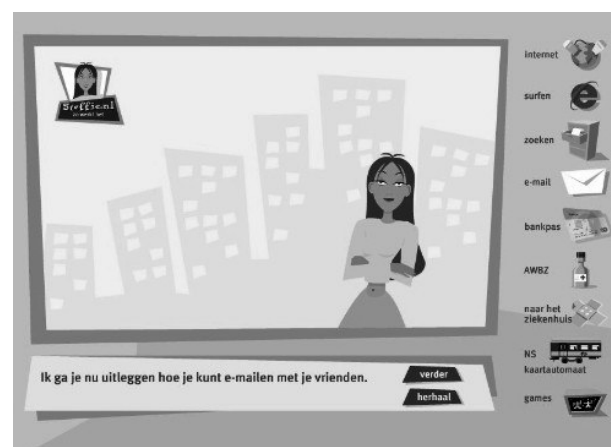 Steffie.nl
internet
surfen
zoeken
e-mail
bankpas
AWBZ
naar het
ziekenhuis
NS
kaartautomaat
games
Ik ga je nu uitleggen hoe je kunt e-mailen met je vrienden.
verder
herhaal